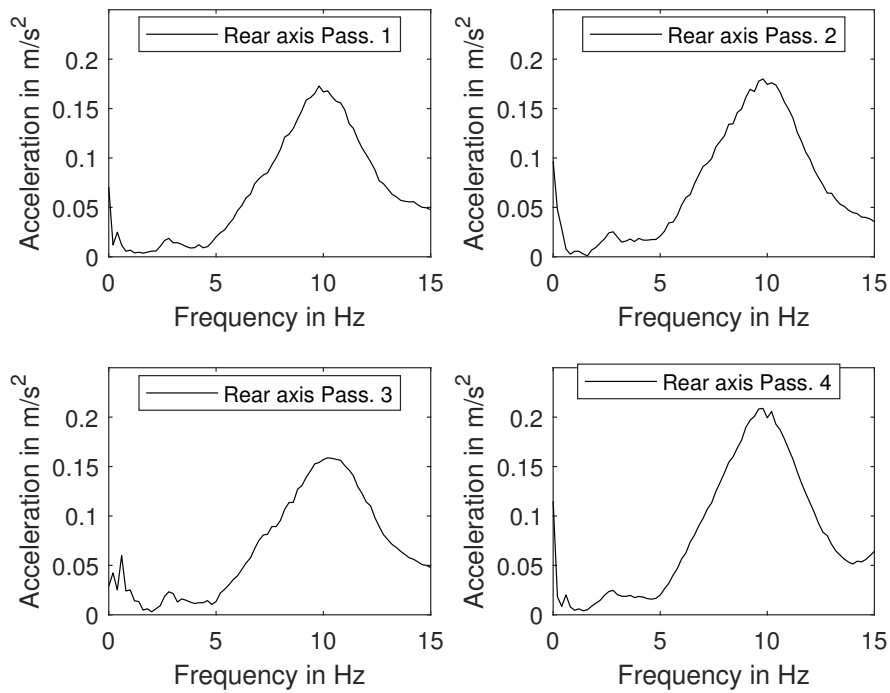 Rear axis Pass. 1
0.2
0.15
0.1
0.05
0
Acceleration in m/s²
0 5 10 15
Frequency in Hz
Rear axis Pass. 2
0.2
0.15
0.1
0.05
0
Acceleration in m/s²
0 5 10 15
Frequency in Hz
Rear axis Pass. 3
0.2
0.15
0.1
0.05
0
Acceleration in m/s²
0 5 10 15
Frequency in Hz
Rear axis Pass. 4
0.2
0.15
0.1
0.05
0
Acceleration in m/s²
0 5 10 15
Frequency in Hz